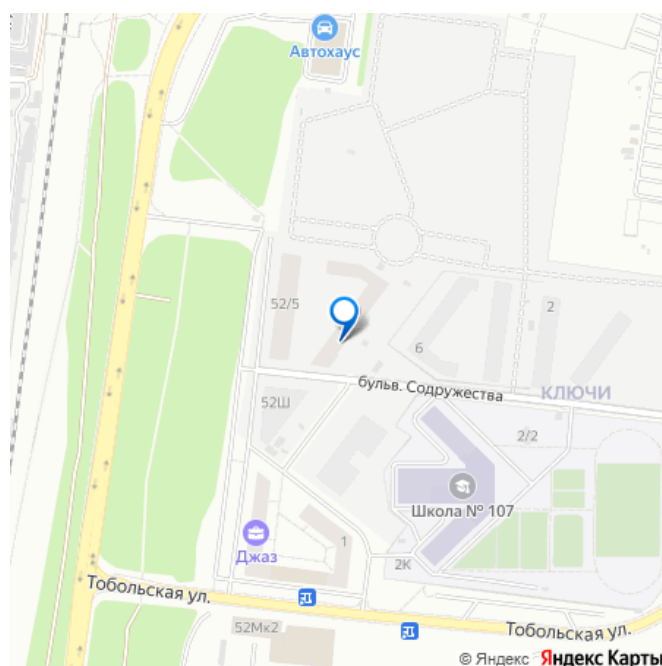 Автохаус
52/5
2
6
бульв. Содружества
КЛЮЧИ
52Ш
2/2
Школа № 107
Джаз
1
2К
Тобольская ул.
52Мк2
Тобольская ул.
© Яндекс Яндекс Карты